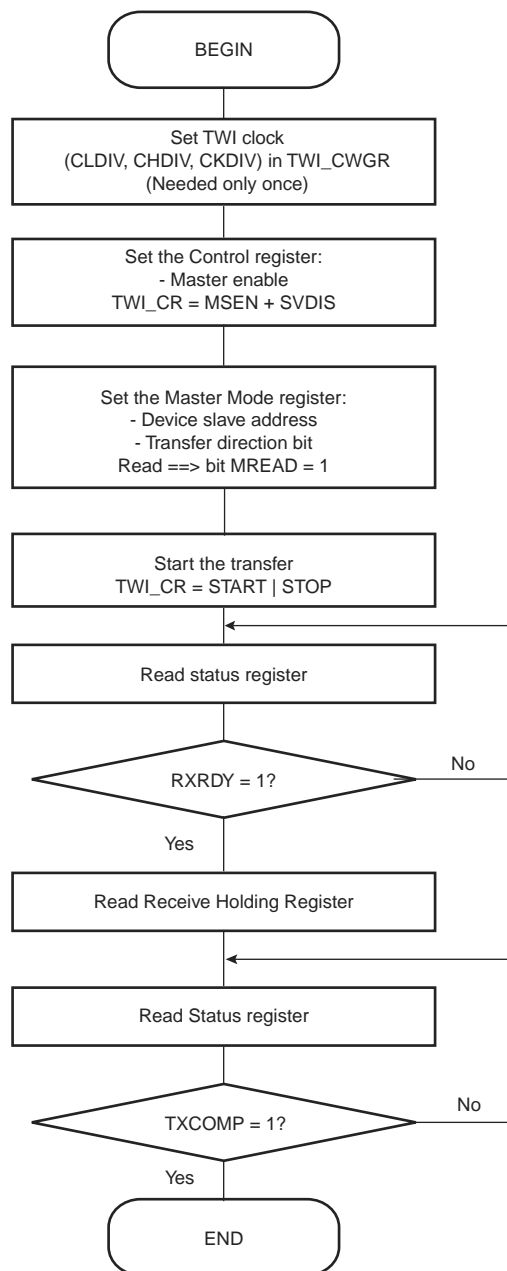 BEGIN
Set TWI clock
(CLDIV, CHDIV, CKDIV) in TWI_CWGR
(Needed only once)
Set the Control register:
- Master enable
TWI_CR = MSEN + SVDIS
Set the Master Mode register:
- Device slave address
- Transfer direction bit
Read ==> bit MREAD = 1
Start the transfer
TWI_CR = START | STOP
Read status register
RXRDY = 1?
No
Yes
Read Receive Holding Register
Read Status register
TXCOMP = 1?
No
Yes
END